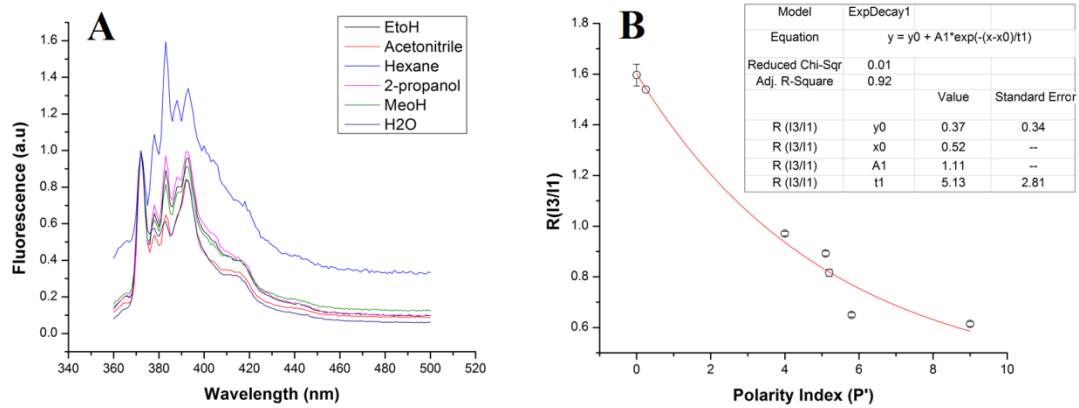 A
EtoH
Acetonitrile
Hexane
2-propanol
MeoH
H2O
Fluorescence (a.u)
1.6
1.4
1.2
1.0
0.8
0.6
0.4
0.2
0.0
340 360 380 400 420 440 460 480 500 520
Wavelength (nm)
B
Model ExpDecay1
Equation y = y0 + A1*exp(-(x-x0)/t1)
Reduced Chi-Sqr 0.01
Adj. R-Square 0.92
Value Standard Error
R (I3/I1) y0 0.37 0.34
R (I3/I1) x0 0.52 --
R (I3/I1) A1 1.11 --
R (I3/I1) t1 5.13 2.81
R(I3/I1)
1.8
1.6
1.4
1.2
1.0
0.8
0.6
0 2 4 6 8 10
Polarity Index (P')